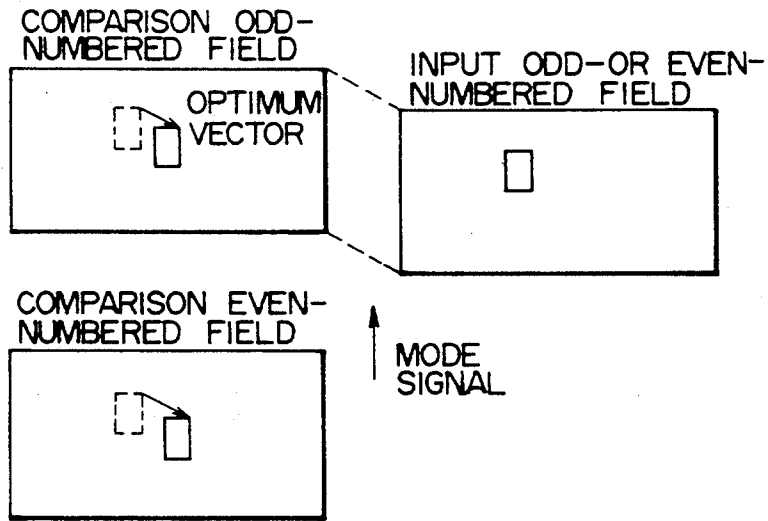 COMPARISON ODD-
NUMBERED FIELD
OPTIMUM
VECTOR
INPUT ODD-OR EVEN-
NUMBERED FIELD
COMPARISON EVEN-
NUMBERED FIELD
MODE
SIGNAL